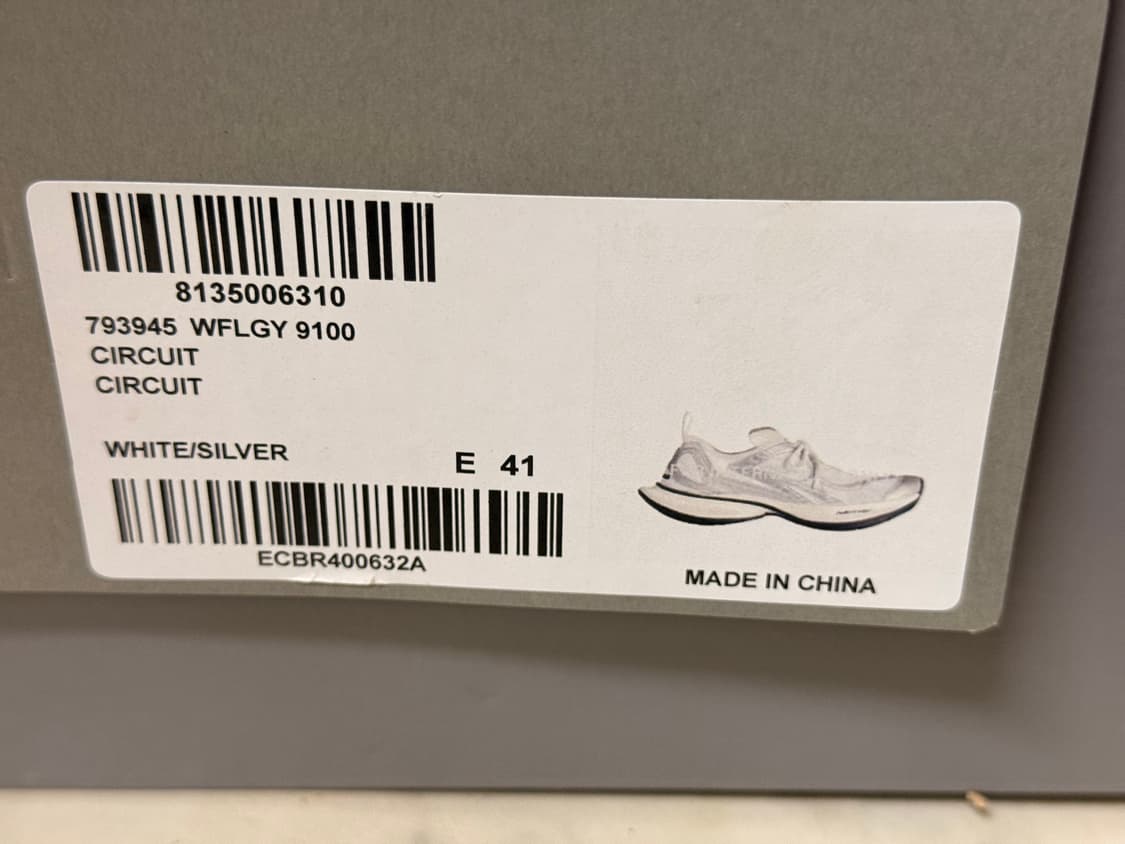 8135006310
793945 WFLGY 9100
CIRCUIT
CIRCUIT
WHITE/SILVER
E 41
ECBR400632A
MADE IN CHINA